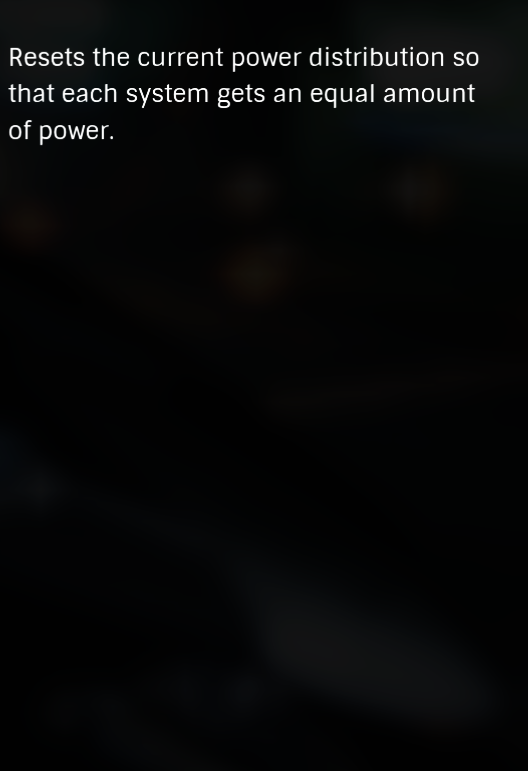 Resets the current power distribution so
that each system gets an equal amount
of power.